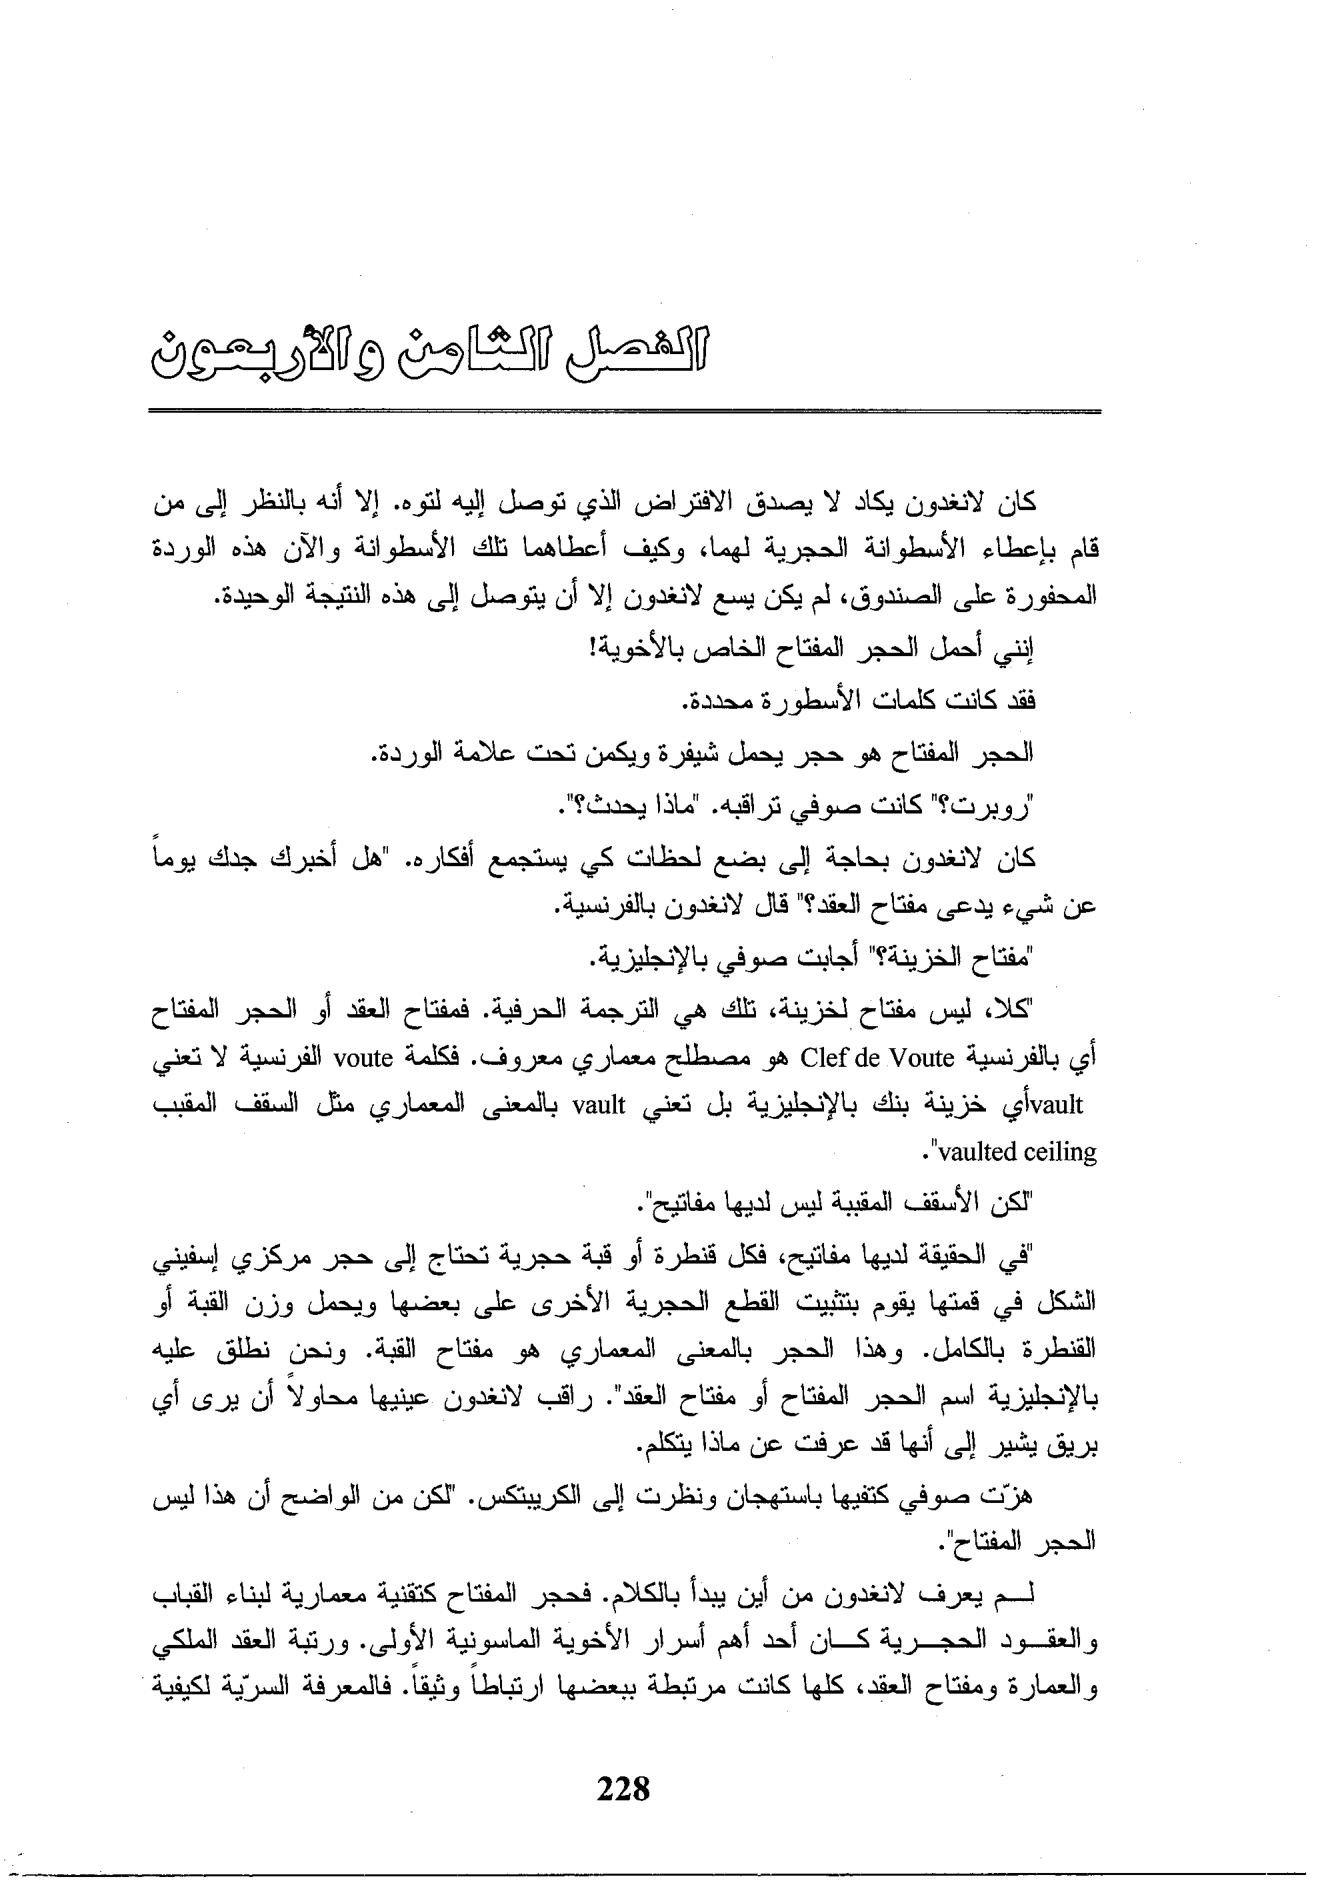 الفصل الثامن والأربعون
كان لانغدون يكاد لا يصدق الافتراض الذي توصل إليه لتوه. إلا أنه بالنظر إلى من
قام بإعطاء الأسطوانة الحجرية لهما، وكيف أعطاهما تلك الأسطوانة والآن هذه الوردة
المحفورة على الصندوق، لم يكن يسع لانغدون إلا أن يتوصل إلى هذه النتيجة الوحيدة.
إنني أحمل الحجر المفتاح الخاص بالأخوية!
فقد كانت كلمات الأسطورة محددة.
الحجر المفتاح هو حجر يحمل شيفرة ويكمن تحت علامة الوردة.
"روبرت؟" كانت صوفي تراقبه. "ماذا يحدث؟".
كان لانغدون بحاجة إلى بضع لحظات كي يستجمع أفكاره. "هل أخبرك جدك يوماً
عن شيء يدعى مفتاح العقد؟" قال لانغدون بالفرنسية.
"مفتاح الخزينة؟" أجابت صوفي بالإنجليزية.
"كلا، ليس مفتاح لخزينة، تلك هي الترجمة الحرفية. فمفتاح العقد أو الحجر المفتاح
أي بالفرنسية Clef de Voute هو مصطلح معماري معروف. فكلمة voute الفرنسية لا تعني
vaultأي خزينة بنك بالإنجليزية بل تعني vault بالمعنى المعماري مثل السقف المقبب
vaulted ceiling".
"لكن الأسقف المقببة ليس لديها مفاتيح".
"في الحقيقة لديها مفاتيح، فكل قنطرة أو قبة حجرية تحتاج إلى حجر مركزي إسفيني
الشكل في قمتها يقوم بتثبيت القطع الحجرية الأخرى على بعضها ويحمل وزن القبة أو
القنطرة بالكامل. وهذا الحجر بالمعنى المعماري هو مفتاح القبة. ونحن نطلق عليه
بالإنجليزية اسم الحجر المفتاح أو مفتاح العقد". راقب لانغدون عينيها محاولاً أن يرى أي
بريق يشير إلى أنها قد عرفت عن ماذا يتكلم.
هزّت صوفي كتفيها باستهجان ونظرت إلى الكريبتكس. "لكن من الواضح أن هذا ليس
الحجر المفتاح".
لـم يعرف لانغدون من أين يبدأ بالكلام. فحجر المفتاح كتقنية معمارية لبناء القباب
والعقـود الحجـرية كـان أحد أهم أسرار الأخوية الماسونية الأولى. ورتبة العقد الملكي
والعمارة ومفتاح العقد، كلها كانت مرتبطة ببعضها ارتباطاً وثيقاً. فالمعرفة السرّية لكيفية
228